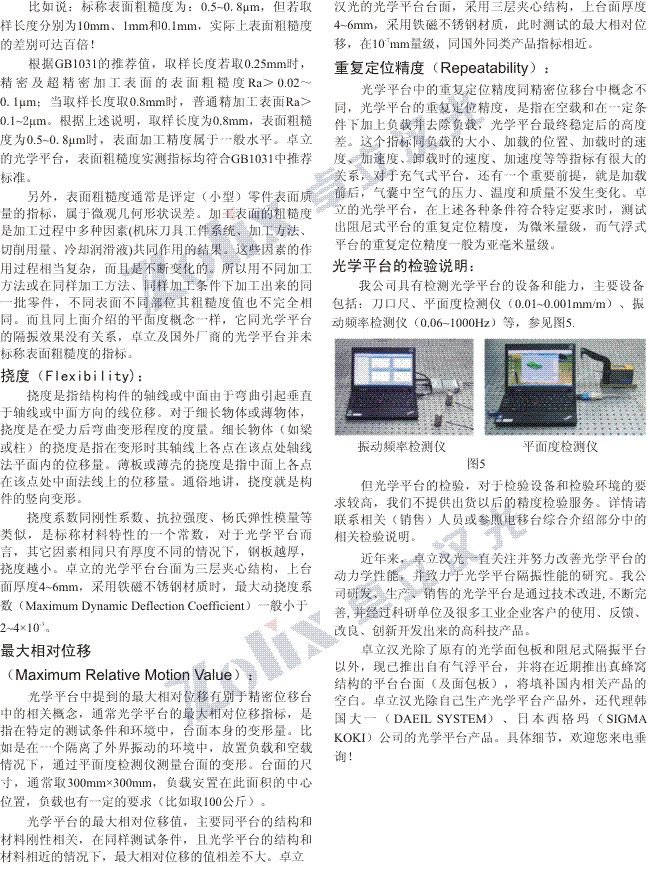 比如说：标称表面粗糙度为：0.5~0. 8μm，但若取
样长度分别为10mm、1mm和0.1mm，实际上表面粗糙度
的差别可达百倍！
根据GB1031的推荐值，取样长度若取0.25mm时，
精密及超精密加工表面的表面粗糙度Ra＞0.02～
0. 1μm；当取样长度取0.8mm时，普通精加工表面Ra＞
0.1~2μm。根据上述说明，取样长度为0.8mm，表面粗糙
度为0.5~0. 8μm时，表面加工精度属于一般水平。卓立
的光学平台，表面粗糙度实测指标均符合GB1031中推荐
标准。
另外，表面粗糙度通常是评定（小型）零件表面质
量的指标，属于微观几何形状误差。加工表面的粗糙度
是加工过程中多种因素(机床刀具工件系统、加工方法、
切削用量、冷却润滑液)共同作用的结果。这些因素的作
用过程相当复杂，而且是不断变化的。所以用不同加工
方法或在同样加工方法、同样加工条件下加工出来的同
一批零件，不同表面不同部位其粗糙度值也不完全相
同。而且同上面介绍的平面度概念一样，它同光学平台
的隔振效果没有关系，卓立及国外厂商的光学平台并未
标称表面粗糙度的指标。
挠度（Flexibility)：
挠度是指结构构件的轴线或中面由于弯曲引起垂直
于轴线或中面方向的线位移。对于细长物体或薄物体，
挠度是在受力后弯曲变形程度的度量。细长物体（如梁
或柱）的挠度是指在变形时其轴线上各点在该点处轴线
法平面内的位移量。薄板或薄壳的挠度是指中面上各点
在该点处中面法线上的位移量。通俗地讲，挠度就是构
件的竖向变形。
挠度系数同刚性系数、抗拉强度、杨氏弹性模量等
类似，是标称材料特性的一个常数，对于光学平台而
言，其它因素相同只有厚度不同的情况下，钢板越厚，
挠度越小。卓立的光学平台台面为三层夹心结构，上台
面厚度4~6mm，采用铁磁不锈钢材质时，最大动挠度系
数（Maximum Dynamic Deflection Coefficient）一般小于
2~4×10⁻³。
最大相对位移
（Maximum Relative Motion Value）：
光学平台中提到的最大相对位移有别于精密位移台
中的相关概念，通常光学平台的最大相对位移指标，是
指在特定的测试条件和环境中，台面本身的变形量。比
如是在一个隔离了外界振动的环境中，放置负载和空载
情况下，通过平面度检测仪测量台面的变形。台面的尺
寸，通常取300mm×300mm，负载安置在此面积的中心
位置，负载也有一定的要求（比如取100公斤）。
光学平台的最大相对位移值，主要同平台的结构和
材料刚性相关，在同样测试条件，且光学平台的结构和
材料相近的情况下，最大相对位移的值相差不大。卓立
汉光的光学平台台面，采用三层夹心结构，上台面厚度
4~6mm，采用铁磁不锈钢材质，此时测试的最大相对位
移，在10⁻⁷mm量级，同国外同类产品指标相近。
重复定位精度（Repeatability）：
光学平台中的重复定位精度同精密位移台中概念不
同，光学平台的重复定位精度，是指在空载和在一定条
件下加上负载并去除负载，光学平台最终稳定后的高度
差。这个指标同负载的大小、加载的位置、加载时的速
度、加速度、卸载时的速度、加速度等等指标有很大的
关系，对于充气式平台，还有一个重要前提，就是加载
前后，气囊中空气的压力、温度和质量不发生变化。卓
立的光学平台，在上述各种条件符合特定要求时，测试
出阻尼式平台的重复定位精度，为微米量级，而气浮式
平台的重复定位精度一般为亚毫米量级。
光学平台的检验说明：
我公司具有检测光学平台的设备和能力，主要设备
包括：刀口尺、平面度检测仪（0.01~0.001mm/m）、振
动频率检测仪（0.06~1000Hz）等，参见图5.
振动频率检测仪 平面度检测仪
图5
但光学平台的检验，对于检验设备和检验环境的要
求较高，我们不提供出货以后的精度检验服务。详情请
联系相关（销售）人员或参照电移台综合介绍部分中的
相关检验说明。
近年来，卓立汉光一直关注并努力改善光学平台的
动力学性能，并致力于光学平台隔振性能的研究。我公
司研发、生产、销售的光学平台是通过技术改进, 不断完
善, 并经过科研单位及很多工业企业客户的使用、反馈、
改良、创新开发出来的高科技产品。
卓立汉光除了原有的光学面包板和阻尼式隔振平台
以外，现已推出自有气浮平台，并将在近期推出真蜂窝
结构的平台台面（及面包板），将填补国内相关产品的
空白。卓立汉光除自己生产光学平台产品外，还代理韩
国大一（DAEIL SYSTEM）、日本西格玛（SIGMA
KOKI）公司的光学平台产品。具体细节，欢迎您来电垂
询！
Zolix 卓立汉光
Zolix 卓立汉光